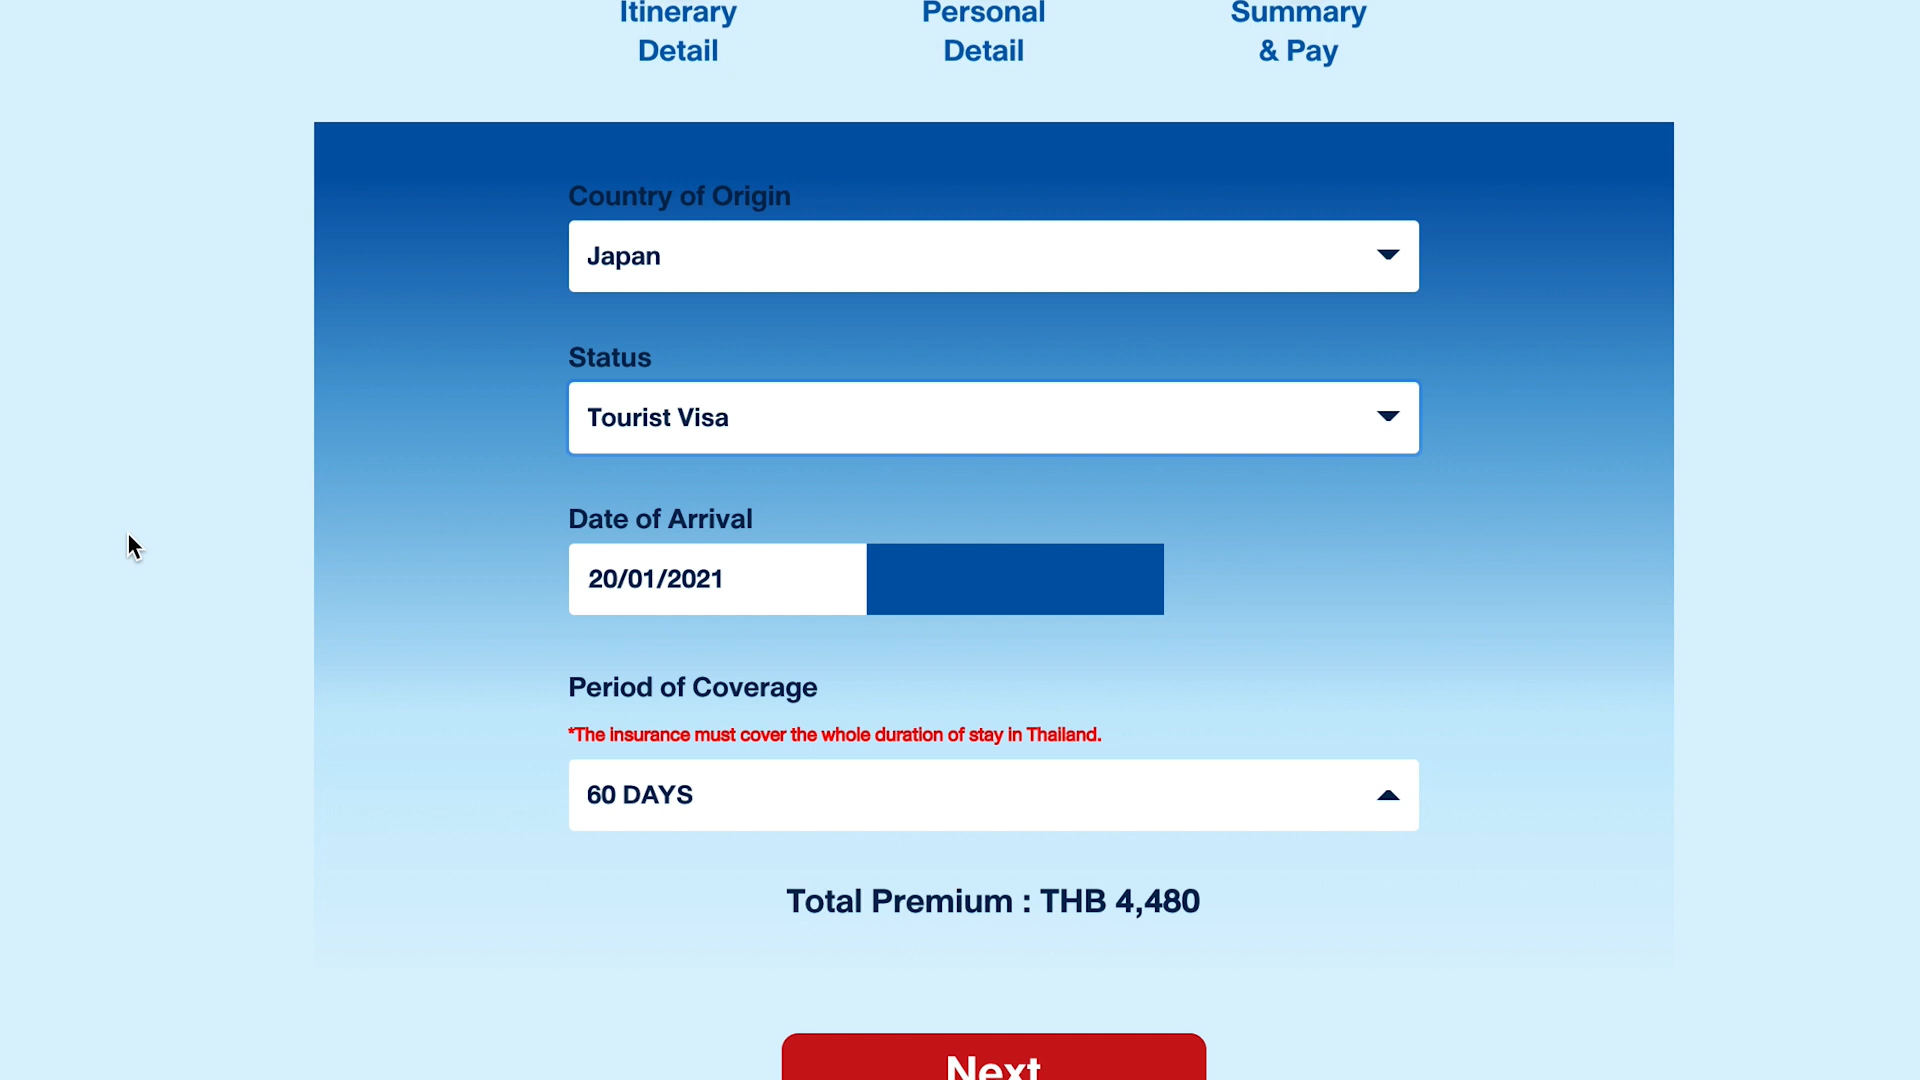 Itinerary
Detail
Personal
Detail
Summary
& Pay
Country of Origin
Japan
Status
Tourist Visa
Date of Arrival
20/01/2021
Period of Coverage
*The insurance must cover the whole duration of stay in Thailand.
60 DAYS
Total Premium : THB 4,480
Next